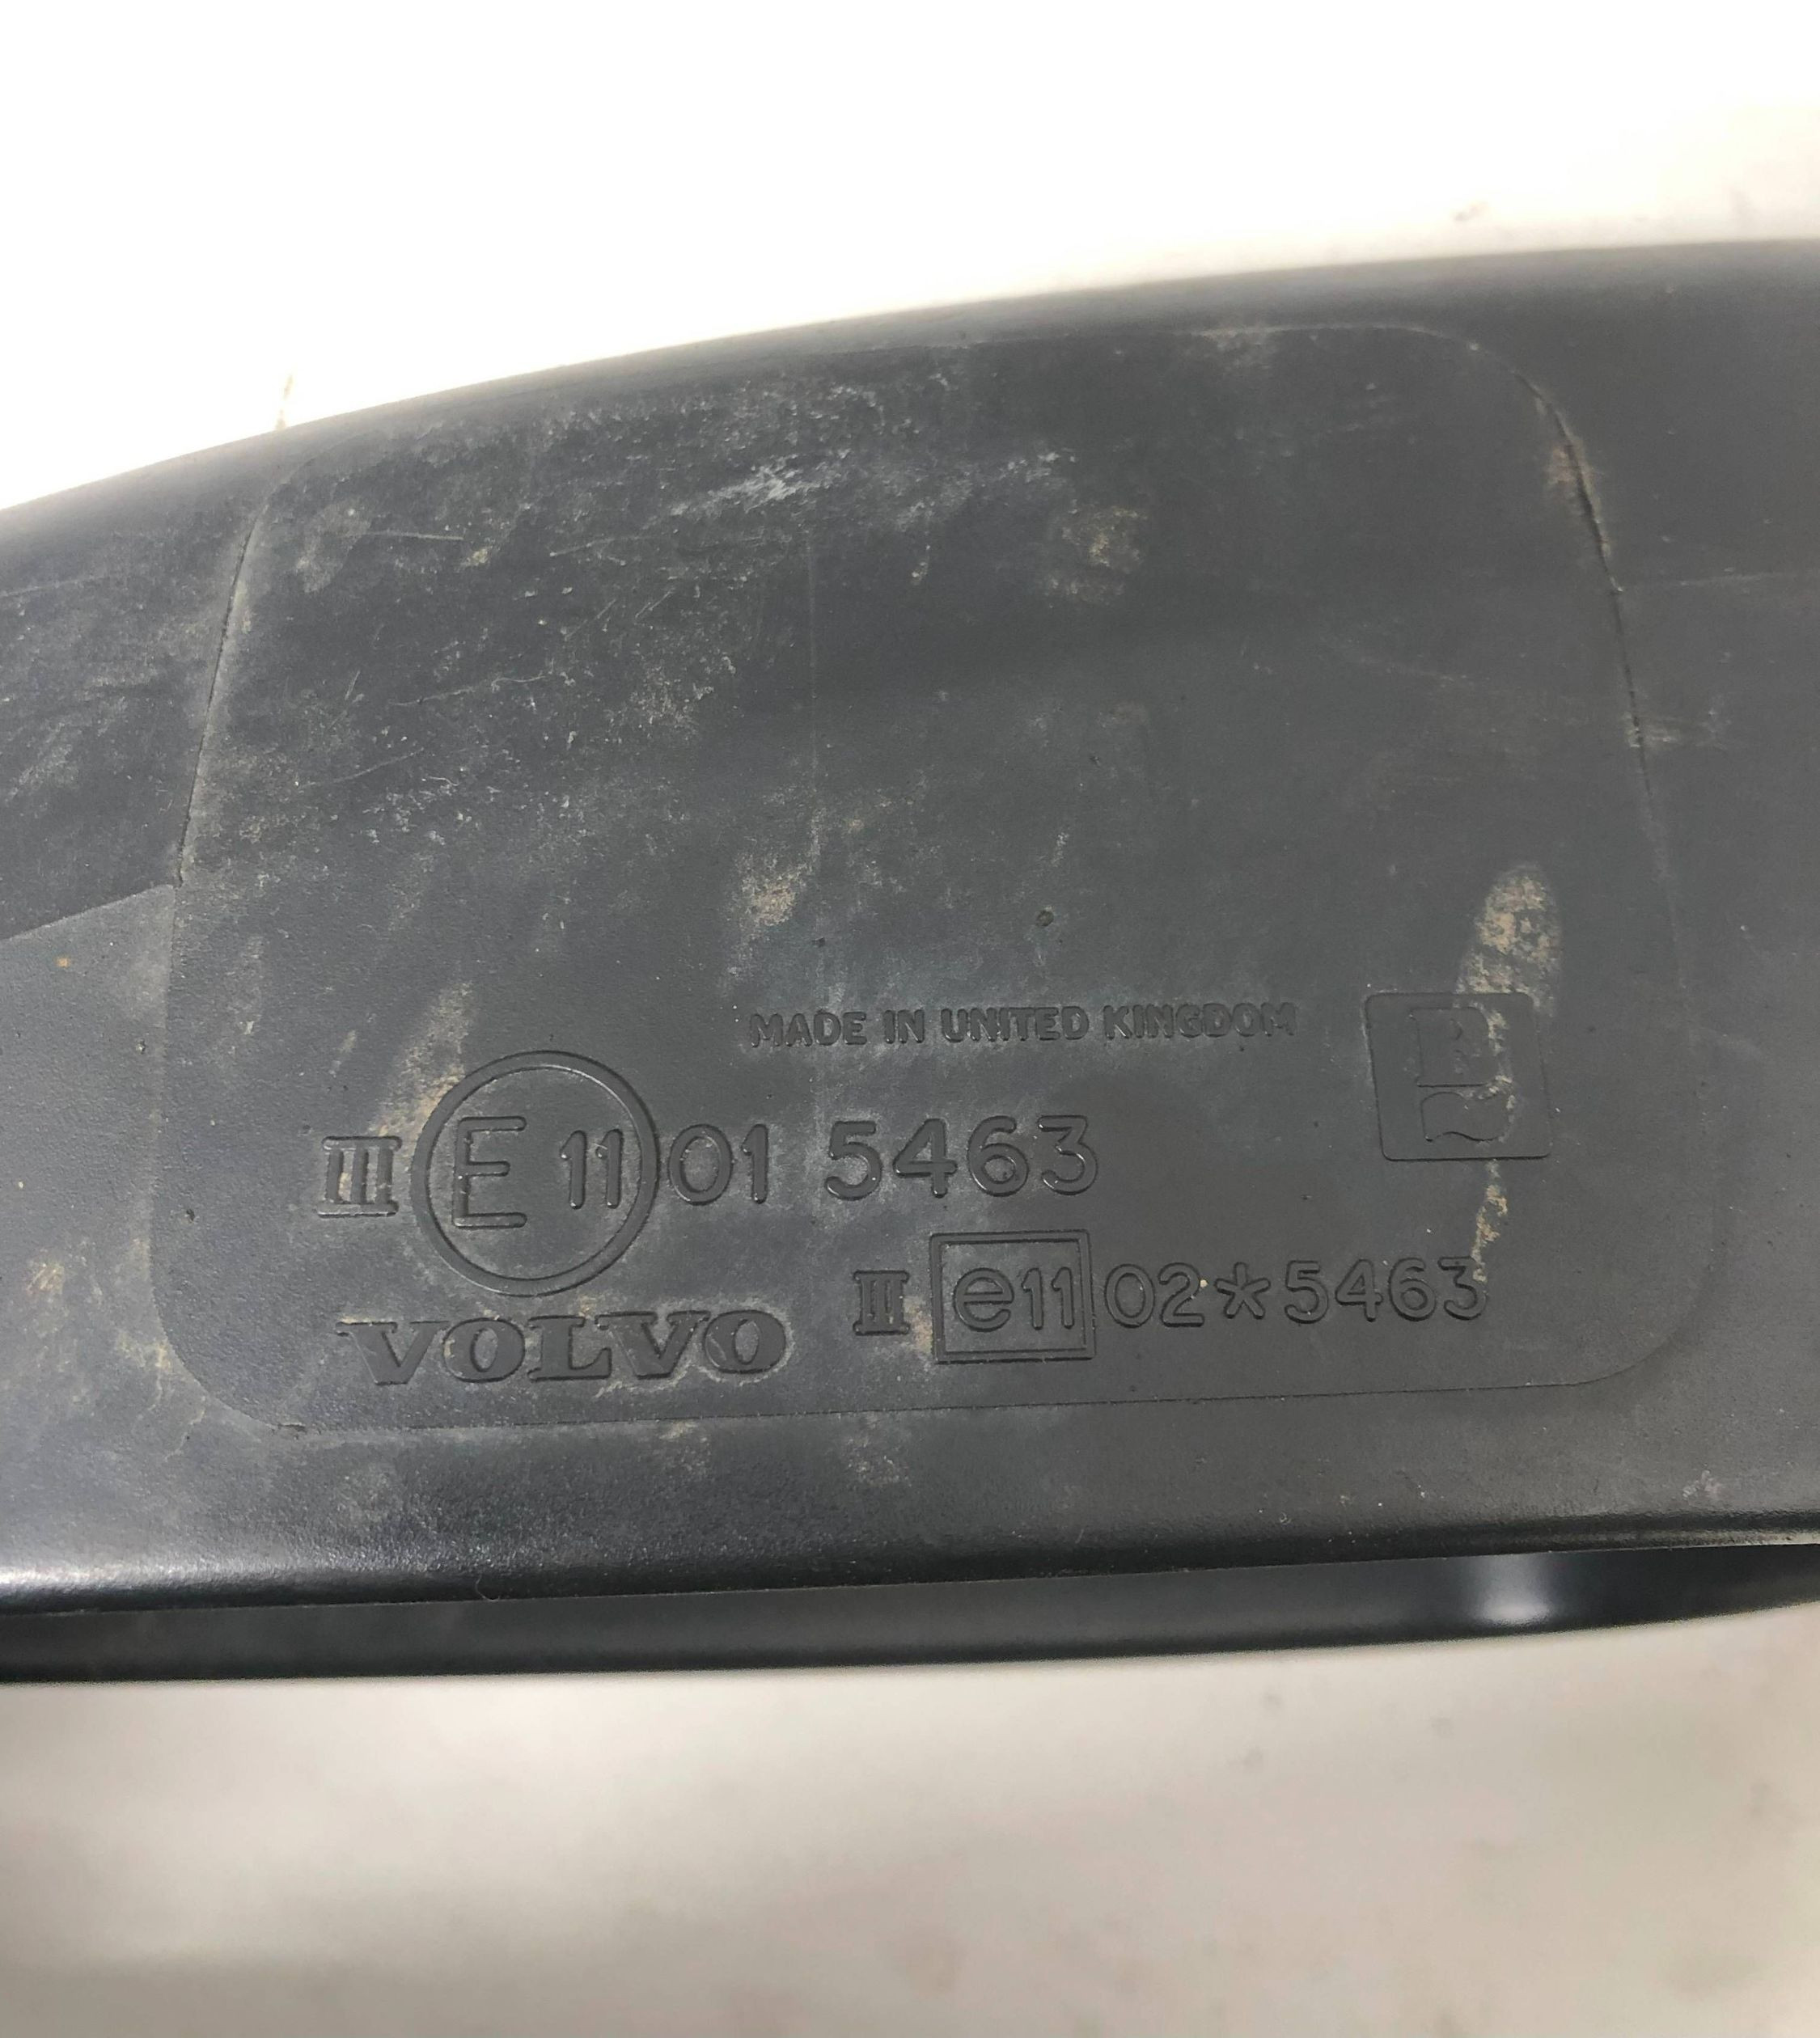 MADE IN UNITED KINGDOM
III E 11 01 5463
II e11 02*5463
VOLVO